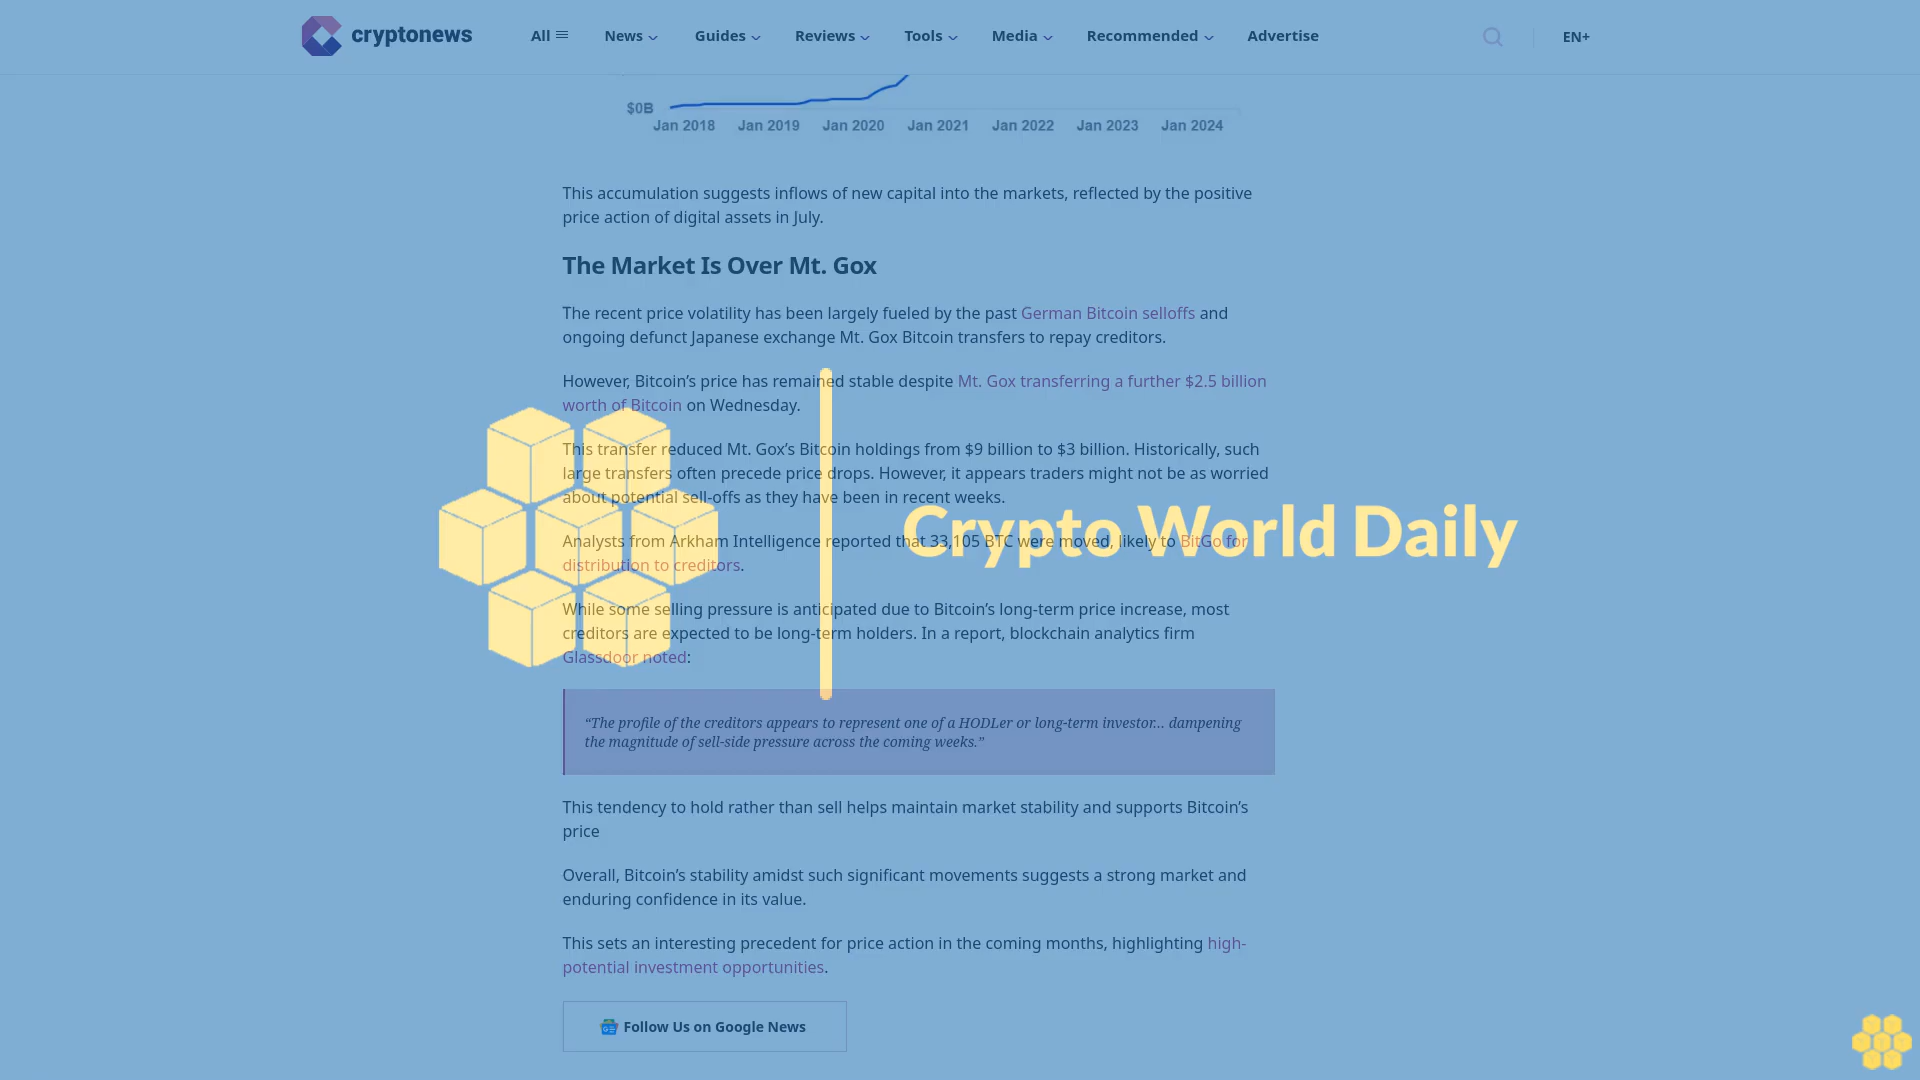 cryptonews
All
News
Guides
Reviews
Tools
Media
Recommended
Advertise
EN+
$0B
Jan 2018
Jan 2019
Jan 2020
Jan 2021
Jan 2022
Jan 2023
Jan 2024
This accumulation suggests inflows of new capital into the markets, reflected by the positive
price action of digital assets in July.
The Market Is Over Mt. Gox
The recent price volatility has been largely fueled by the past German Bitcoin selloffs and
ongoing defunct Japanese exchange Mt. Gox Bitcoin transfers to repay creditors.
However, Bitcoin’s price has remained stable despite Mt. Gox transferring a further $2.5 billion
worth of Bitcoin on Wednesday.
This transfer reduced Mt. Gox’s Bitcoin holdings from $9 billion to $3 billion. Historically, such
large transfers often precede price drops. However, it appears traders might not be as worried
about potential sell-offs as they have been in recent weeks.
Crypto World Daily
Analysts from Arkham Intelligence reported that 33,105 BTC were moved, likely to BitGo for
distribution to creditors.
While some selling pressure is anticipated due to Bitcoin’s long-term price increase, most
creditors are expected to be long-term holders. In a report, blockchain analytics firm
Glassdoor noted:
“The profile of the creditors appears to represent one of a HODLer or long-term investor… dampening
the magnitude of sell-side pressure across the coming weeks.”
This tendency to hold rather than sell helps maintain market stability and supports Bitcoin’s
price
Overall, Bitcoin’s stability amidst such significant movements suggests a strong market and
enduring confidence in its value.
This sets an interesting precedent for price action in the coming months, highlighting high-
potential investment opportunities.
Follow Us on Google News